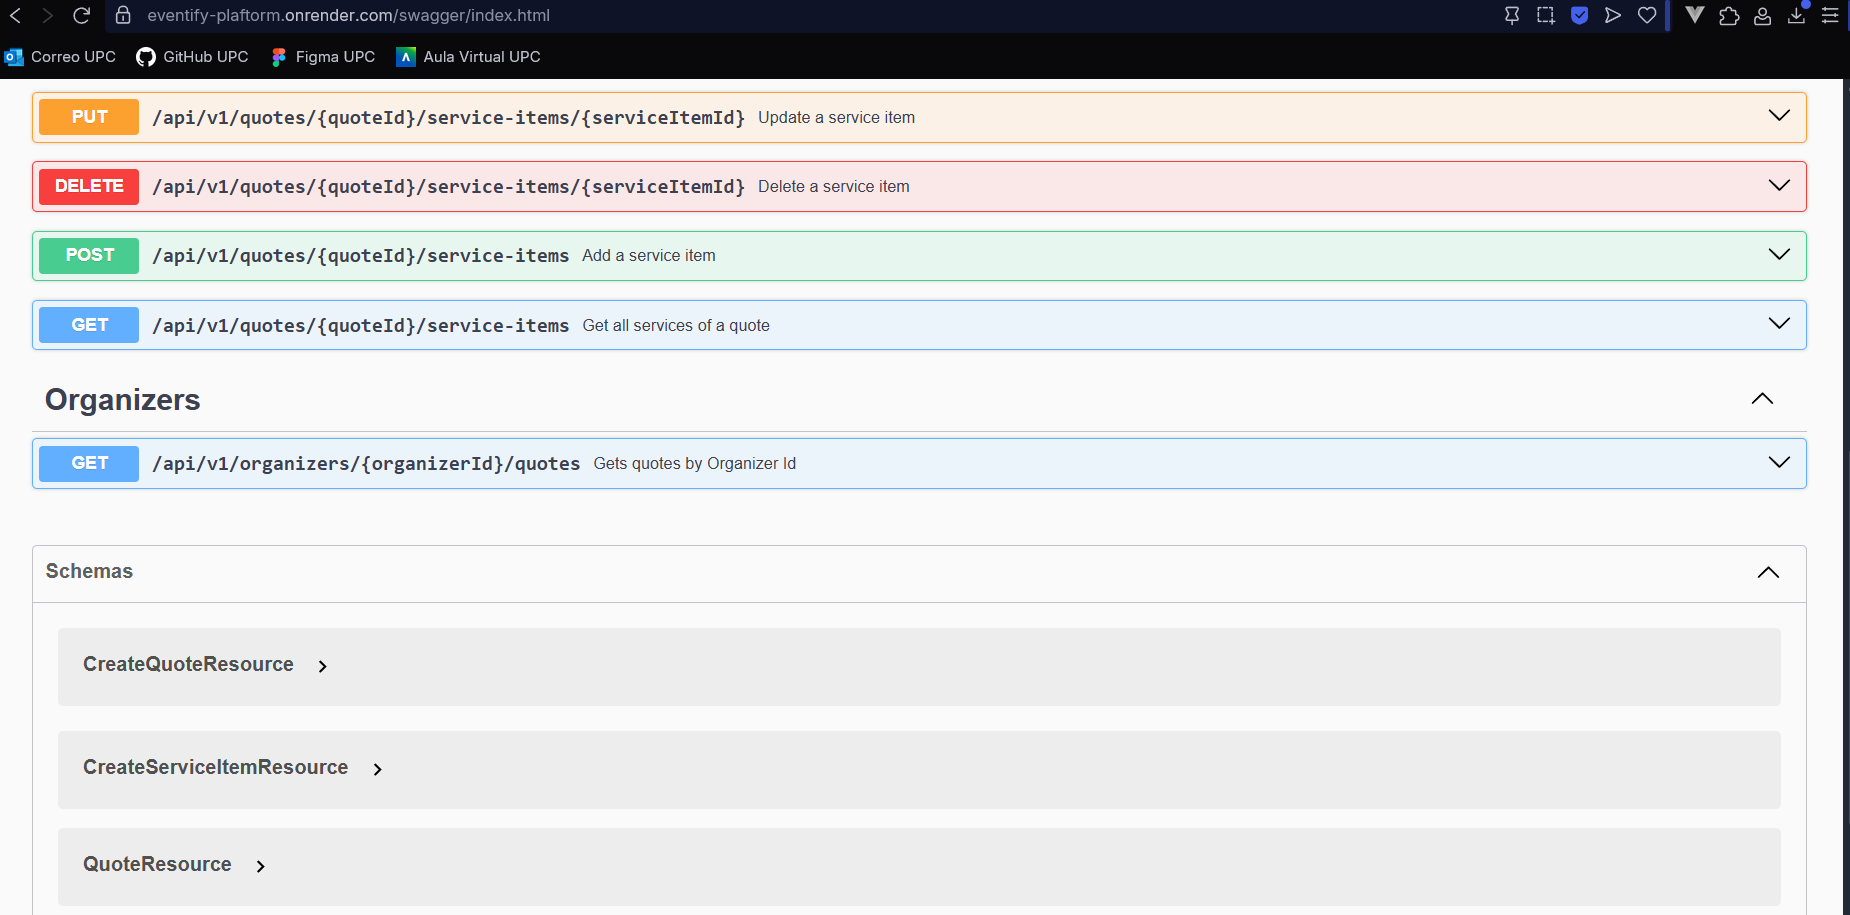 eventify-plaftorm.onrender.com/swagger/index.html
Correo UPC GitHub UPC Figma UPC Aula Virtual UPC
PUT /api/v1/quotes/{quoteId}/service-items/{serviceItemId} Update a service item
DELETE /api/v1/quotes/{quoteId}/service-items/{serviceItemId} Delete a service item
POST /api/v1/quotes/{quoteId}/service-items Add a service item
GET /api/v1/quotes/{quoteId}/service-items Get all services of a quote
Organizers
GET /api/v1/organizers/{organizerId}/quotes Gets quotes by Organizer Id
Schemas
CreateQuoteResource
CreateServiceItemResource
QuoteResource